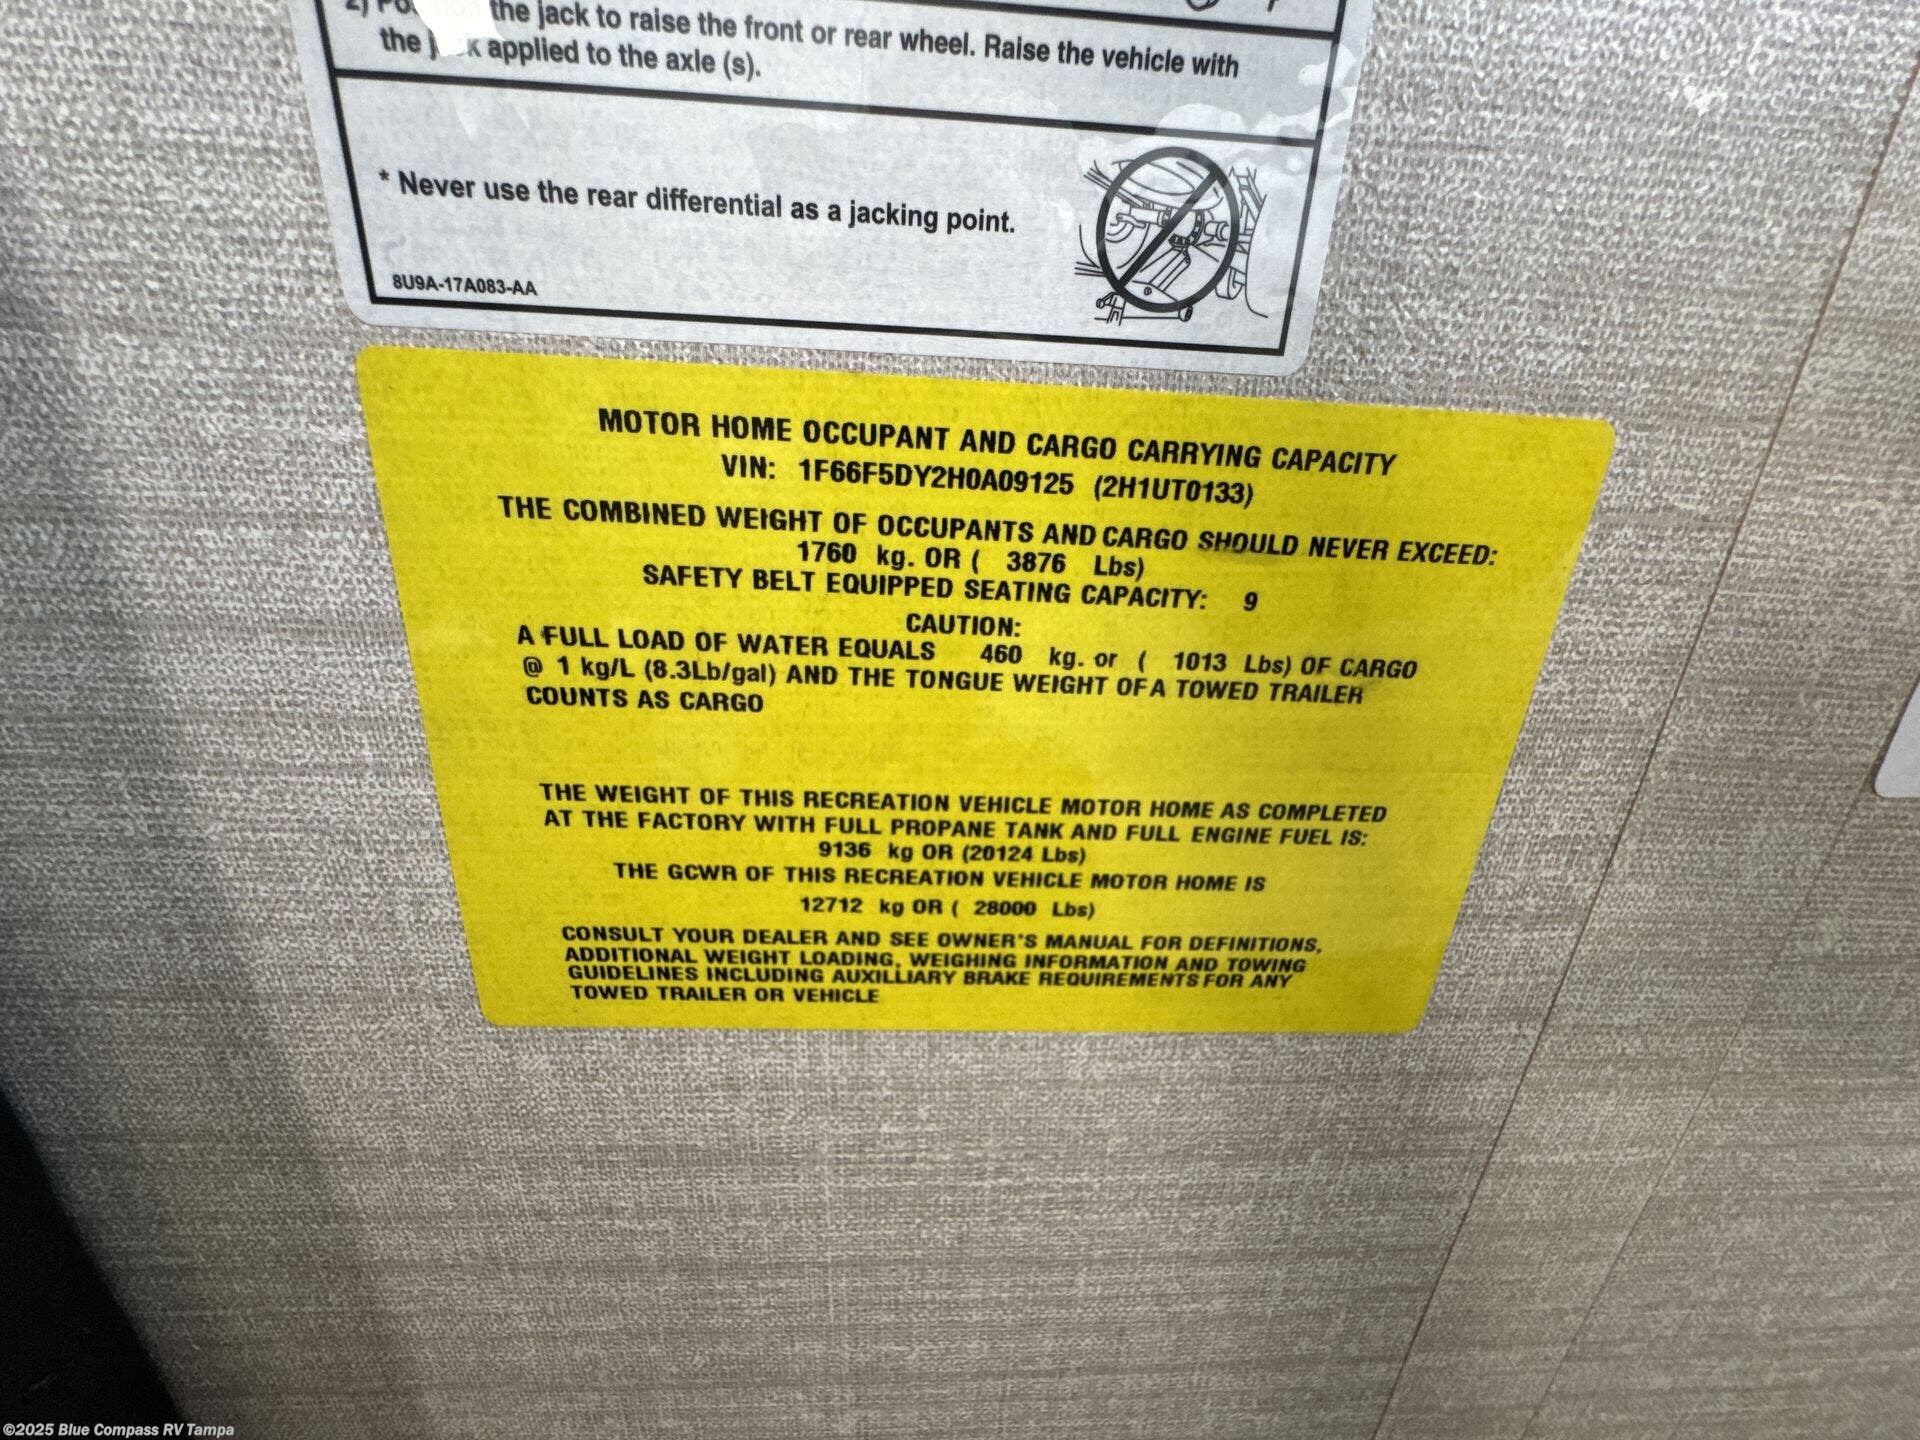 2) the jack to raise the front or rear wheel. Raise the vehicle with
the applied to the axle (s).
* Never use the rear differential as a jacking point.
8U9A-17A083-AA
MOTOR HOME OCCUPANT AND CARGO CARRYING CAPACITY
VIN: 1F66F5DY2H0A09125 (2H1UT0133)
THE COMBINED WEIGHT OF OCCUPANTS AND CARGO SHOULD NEVER EXCEED:
1760 kg. OR ( 3876 Lbs)
SAFETY BELT EQUIPPED SEATING CAPACITY: 9
CAUTION:
A FULL LOAD OF WATER EQUALS 460 kg. or ( 1013 Lbs) OF CARGO
@ 1 kg/L (8.3Lb/gal) AND THE TONGUE WEIGHT OF A TOWED TRAILER
COUNTS AS CARGO
THE WEIGHT OF THIS RECREATION VEHICLE MOTOR HOME AS COMPLETED
AT THE FACTORY WITH FULL PROPANE TANK AND FULL ENGINE FUEL IS:
9136 kg OR (20124 Lbs)
THE GCWR OF THIS RECREATION VEHICLE MOTOR HOME IS
12712 kg OR ( 28000 Lbs)
CONSULT YOUR DEALER AND SEE OWNER'S MANUAL FOR DEFINITIONS,
ADDITIONAL WEIGHT LOADING, WEIGHING INFORMATION AND TOWING
GUIDELINES INCLUDING AUXILLIARY BRAKE REQUIREMENTS FOR ANY
TOWED TRAILER OR VEHICLE
©2025 Blue Compass RV Tampa